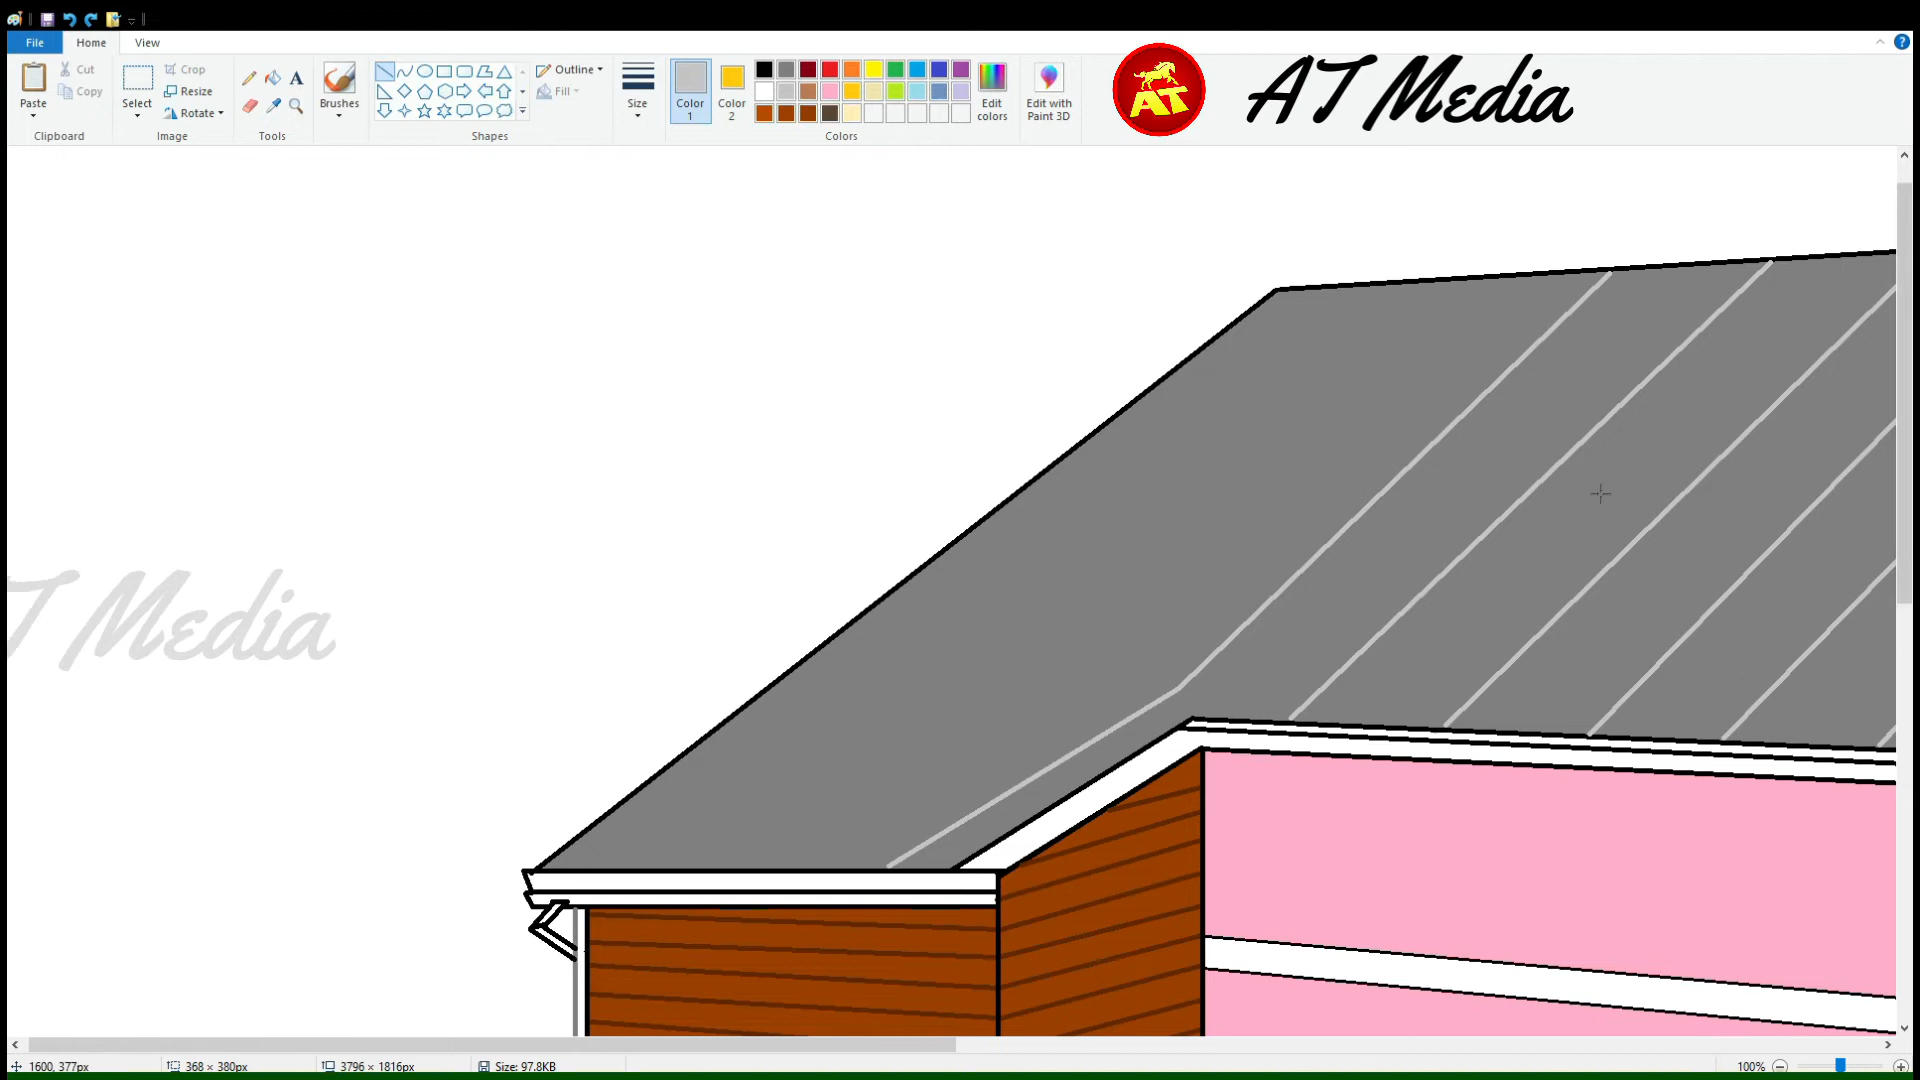 File Home View
Paste Cut Copy Select Crop Resize Rotate Brushes Outline Fill Size Color 1 Color 2 Edit colors Edit with Paint 3D
Clipboard Image Tools Shapes Colors
A
?
AT
AT Media
T Media
1600, 377px 368 × 380px 3796 × 1816px Size: 97.8KB 100%